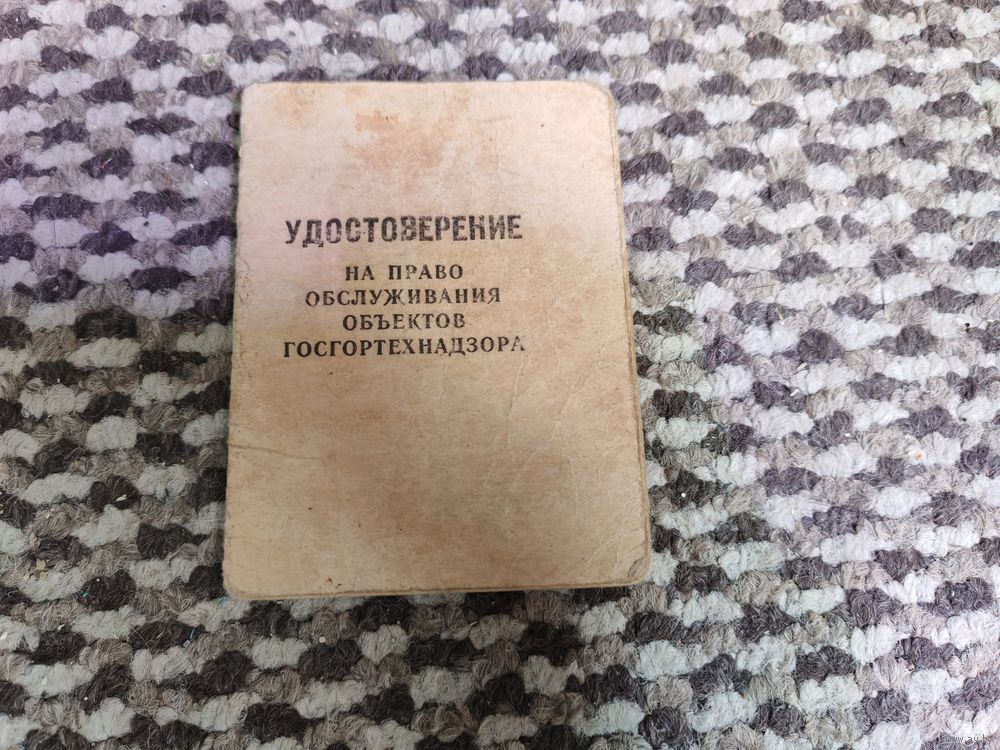 УДОСТОВЕРЕНИЕ
НА ПРАВО
ОБСЛУЖИВАНИЯ
ОБЪЕКТОВ
ГОСГОРТЕХНАДЗОРА